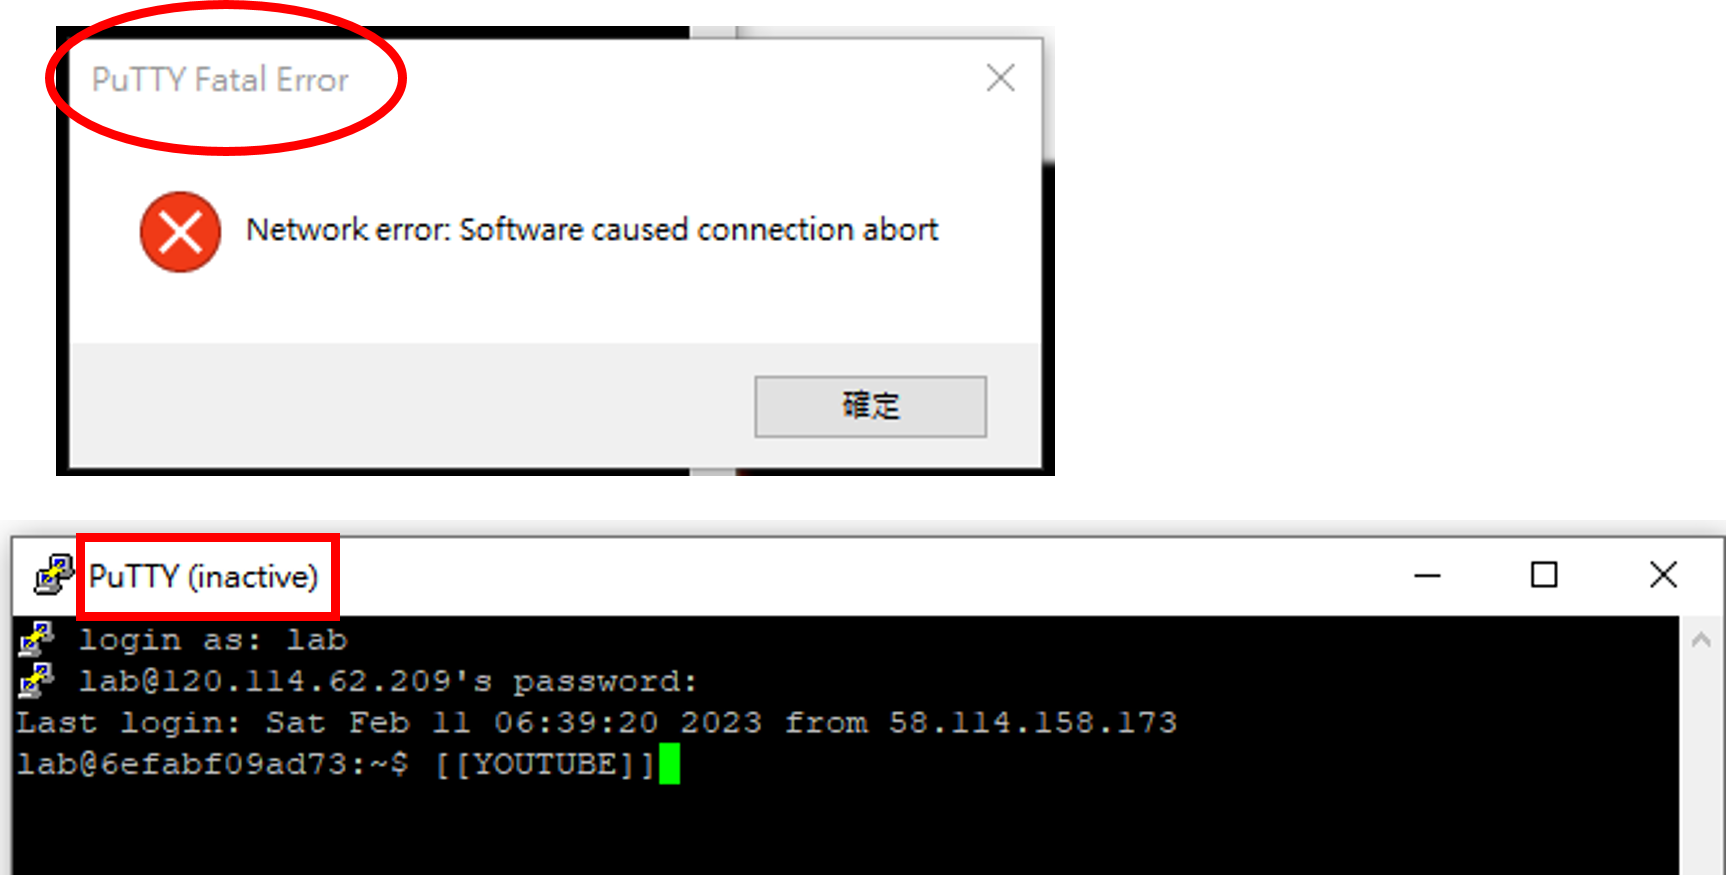 PuTTY Fatal Error
Network error: Software caused connection abort
確定
PuTTY (inactive)
login as: lab
lab@120.114.62.209's password:
Last login: Sat Feb 11 06:39:20 2023 from 58.114.158.173
lab@6efabf09ad73:~$ [[YOUTUBE]]